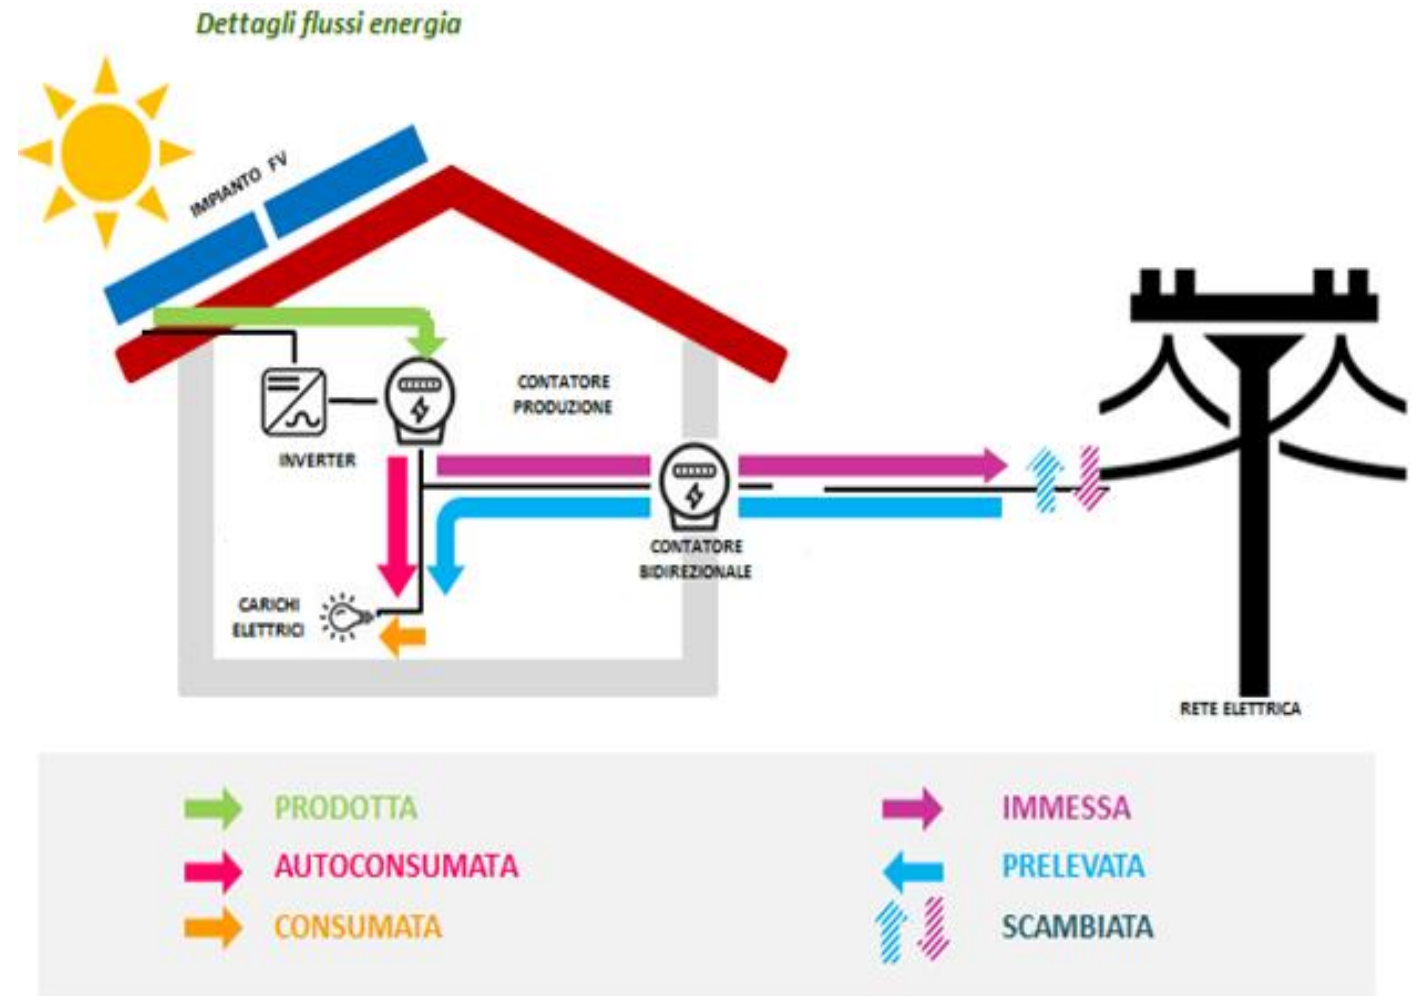 Dettagli flussi energia
IMPIANTO FV
CONTATORE
PRODUZIONE
INVERTER
CONTATORE
BIDIREZIONALE
CARICHI
ELETTRICI
RETE ELETTRICA
PRODOTTA
IMMESSA
AUTOCONSUMATA
PRELEVATA
CONSUMATA
SCAMBIATA